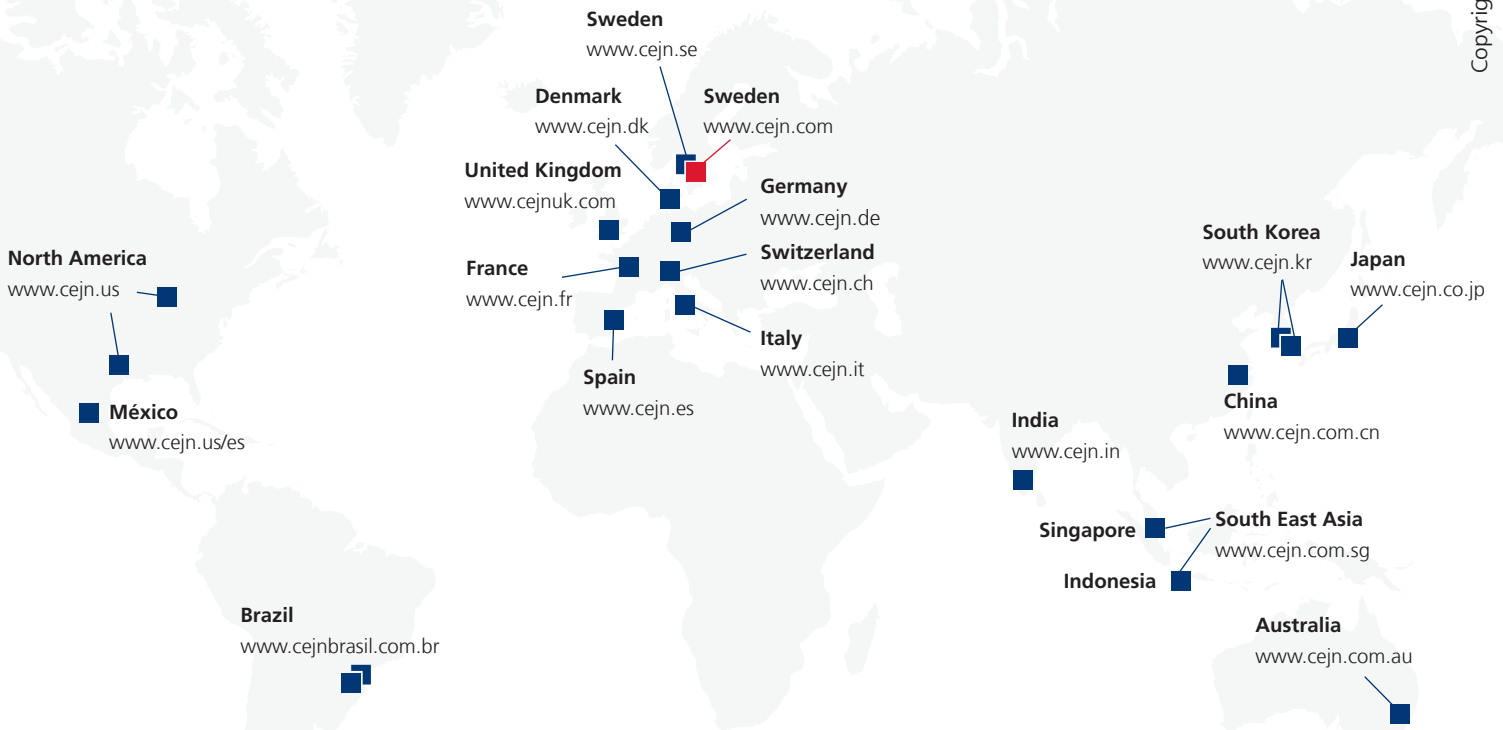 Copyrig
Sweden
www.cejn.se
Denmark
www.cejn.dk
Sweden
www.cejn.com
United Kingdom
www.cejnuk.com
Germany
www.cejn.de
North America
www.cejn.us
France
www.cejn.fr
Switzerland
www.cejn.ch
South Korea
www.cejn.kr
Japan
www.cejn.co.jp
Italy
www.cejn.it
Spain
www.cejn.es
México
www.cejn.us/es
China
www.cejn.com.cn
India
www.cejn.in
Singapore
South East Asia
www.cejn.com.sg
Indonesia
Brazil
www.cejnbrasil.com.br
Australia
www.cejn.com.au